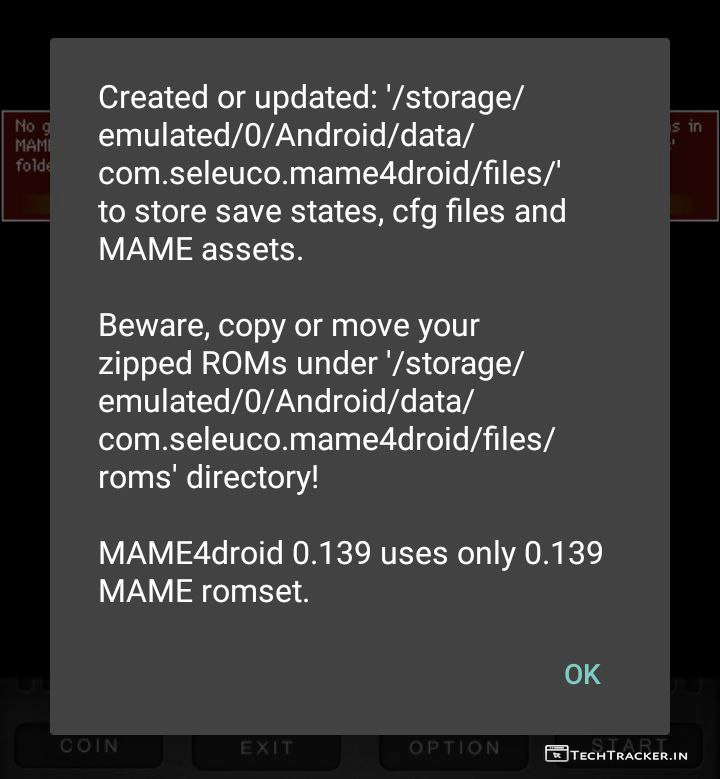 Created or updated: '/storage/
emulated/0/Android/data/
com.seleuco.mame4droid/files/'
to store save states, cfg files and
MAME assets.
Beware, copy or move your
zipped ROMs under '/storage/
emulated/0/Android/data/
com.seleuco.mame4droid/files/
roms' directory!
MAME4droid 0.139 uses only 0.139
MAME romset.
OK
No
in
COIN
EXIT
OPTION
START
TECHTRACKER.IN